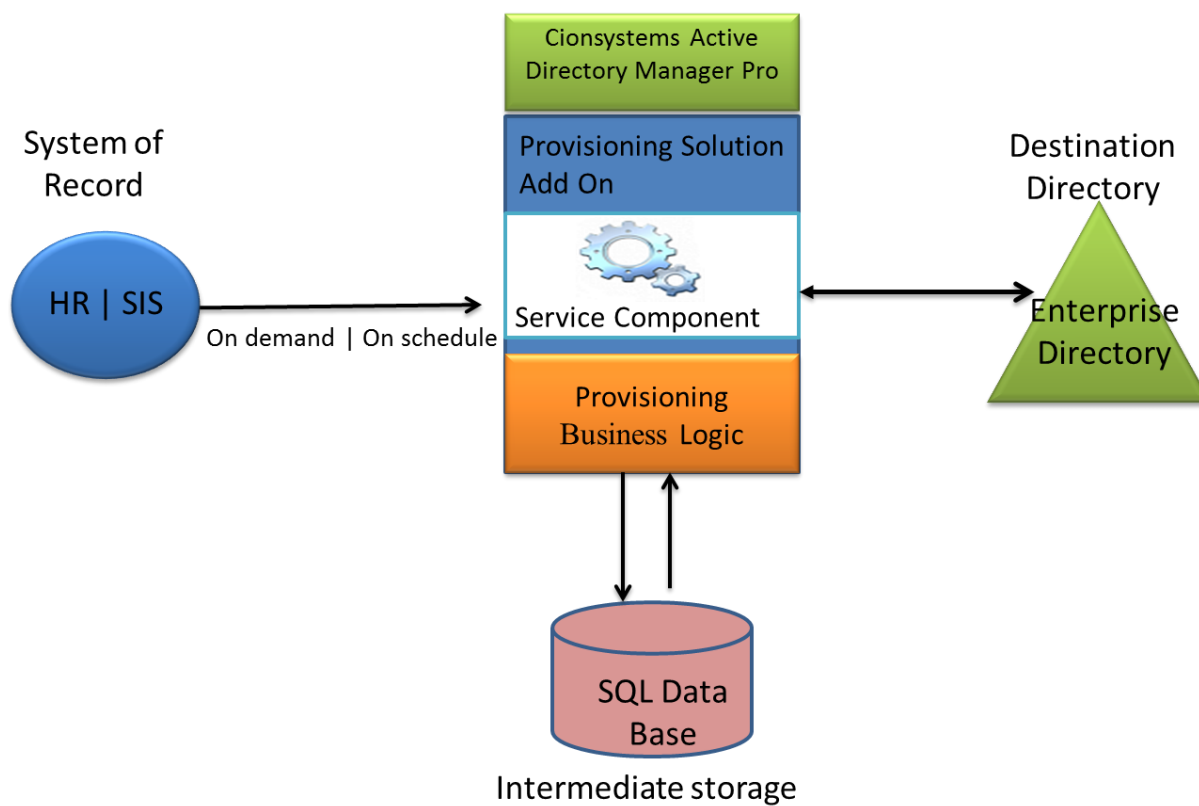 Cionsystems Active
Directory Manager Pro
System of
Record
Provisioning Solution
Add On
Destination
Directory
HR | SIS
On demand | On schedule
Service Component
Enterprise
Directory
Provisioning
Business Logic
SQL Data
Base
Intermediate storage